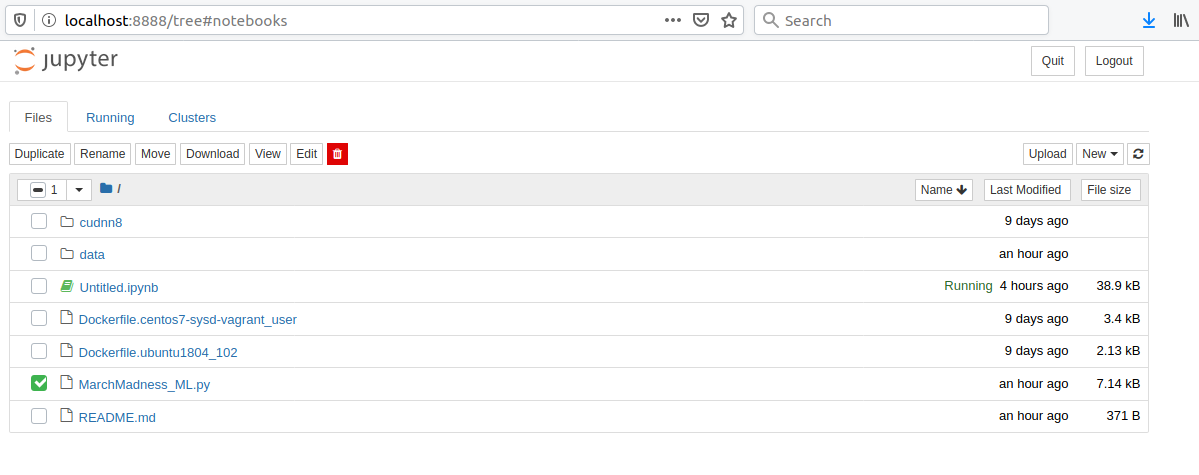 localhost:8888/tree#notebooks Search
jupyter Quit Logout
Files Running Clusters
Duplicate Rename Move Download View Edit Upload New
1 / Name Last Modified File size
cudnn8 9 days ago
data an hour ago
Untitled.ipynb Running 4 hours ago 38.9 kB
Dockerfile.centos7-sysd-vagrant_user 9 days ago 3.4 kB
Dockerfile.ubuntu1804_102 9 days ago 2.13 kB
MarchMadness_ML.py an hour ago 7.14 kB
README.md an hour ago 371 B